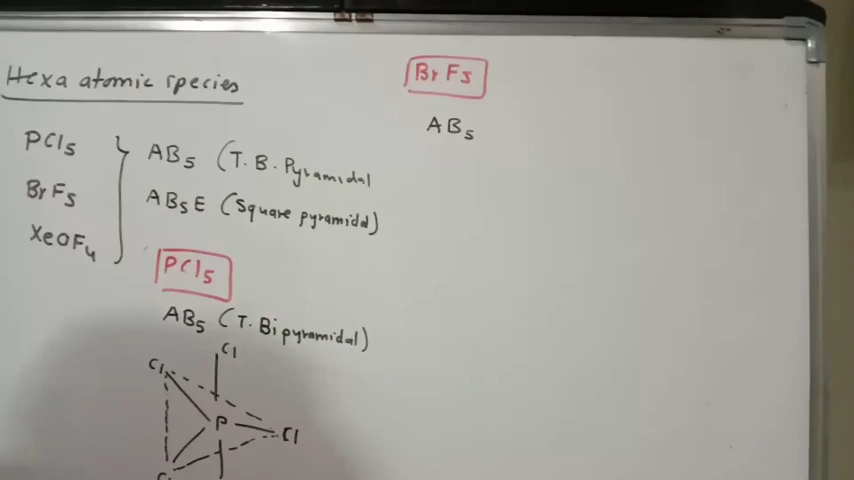 Hexa atomic species
PCl5
BrF5
XeOF4
AB5 (T.B.Pyramidal
AB5E (Square pyramidal)
PCl5
AB5 (T. Bipyramidal)
Cl
Cl
P
Cl
BrF5
AB5